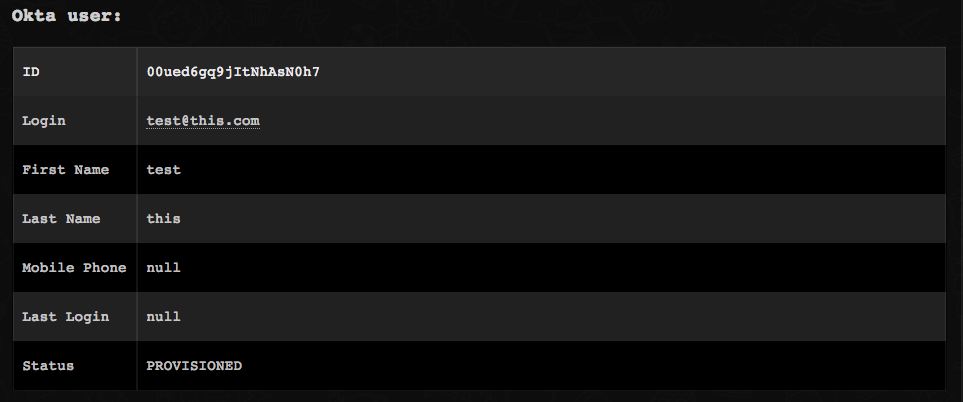 Okta user:
ID 00ued6gq9jItNhAsN0h7
Login test@this.com
First Name test
Last Name this
Mobile Phone null
Last Login null
Status PROVISIONED